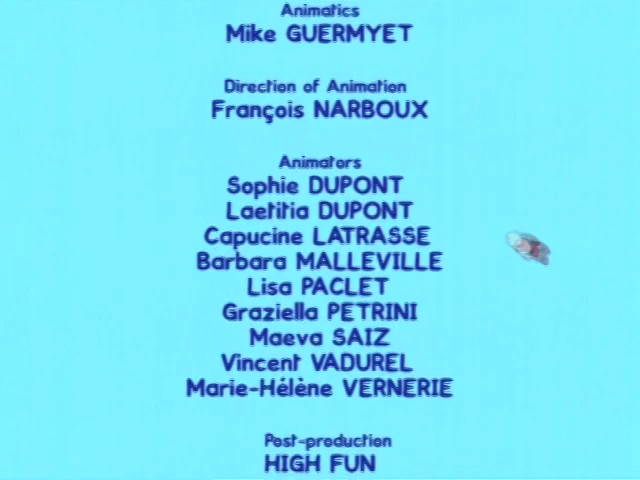 Animatics
Mike GUERMYET
Direction of Animation
François NARBOUX
Animators
Sophie DUPONT
Laetitia DUPONT
Capucine LATRASSE
Barbara MALLEVILLE
Lisa PACLET
Graziella PETRINI
Maeva SAIZ
Vincent VADUREL
Marie-Hélène VERNERIE
Post-production
HIGH FUN